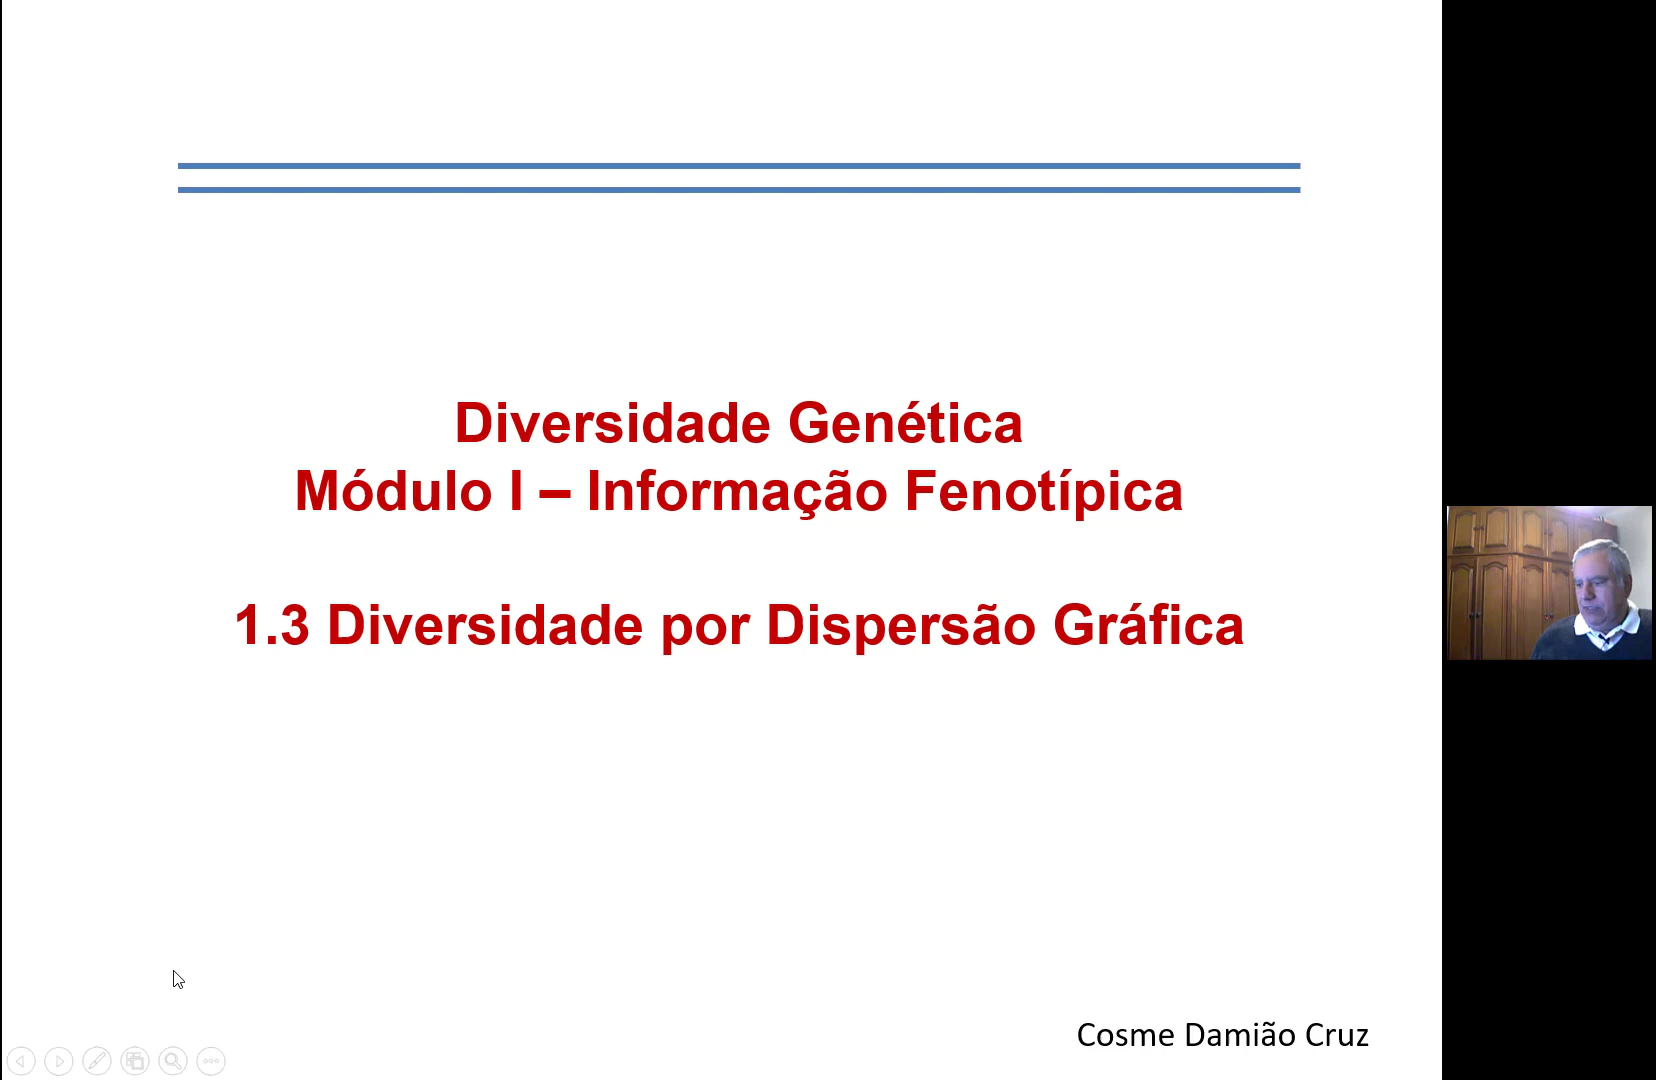 Diversidade Genética
Módulo I – Informação Fenotípica
1.3 Diversidade por Dispersão Gráfica
Cosme Damião Cruz